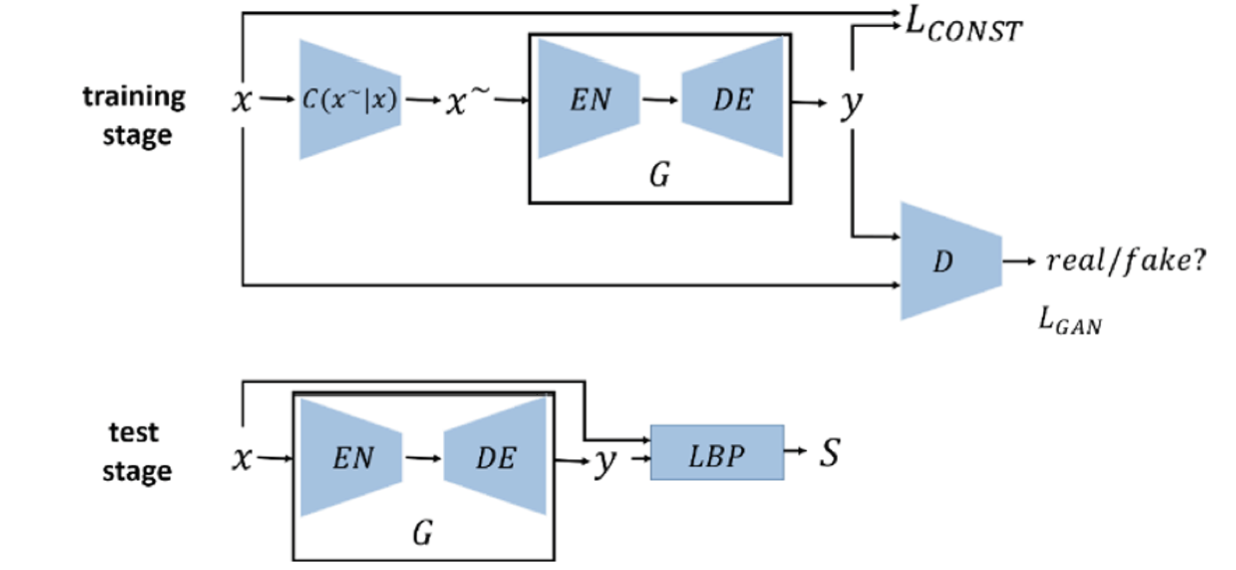 L_CONST
training stage
x
C(x~|x)
x~
EN
DE
y
G
D
real/fake?
L_GAN
test stage
x
EN
DE
y
LBP
S
G